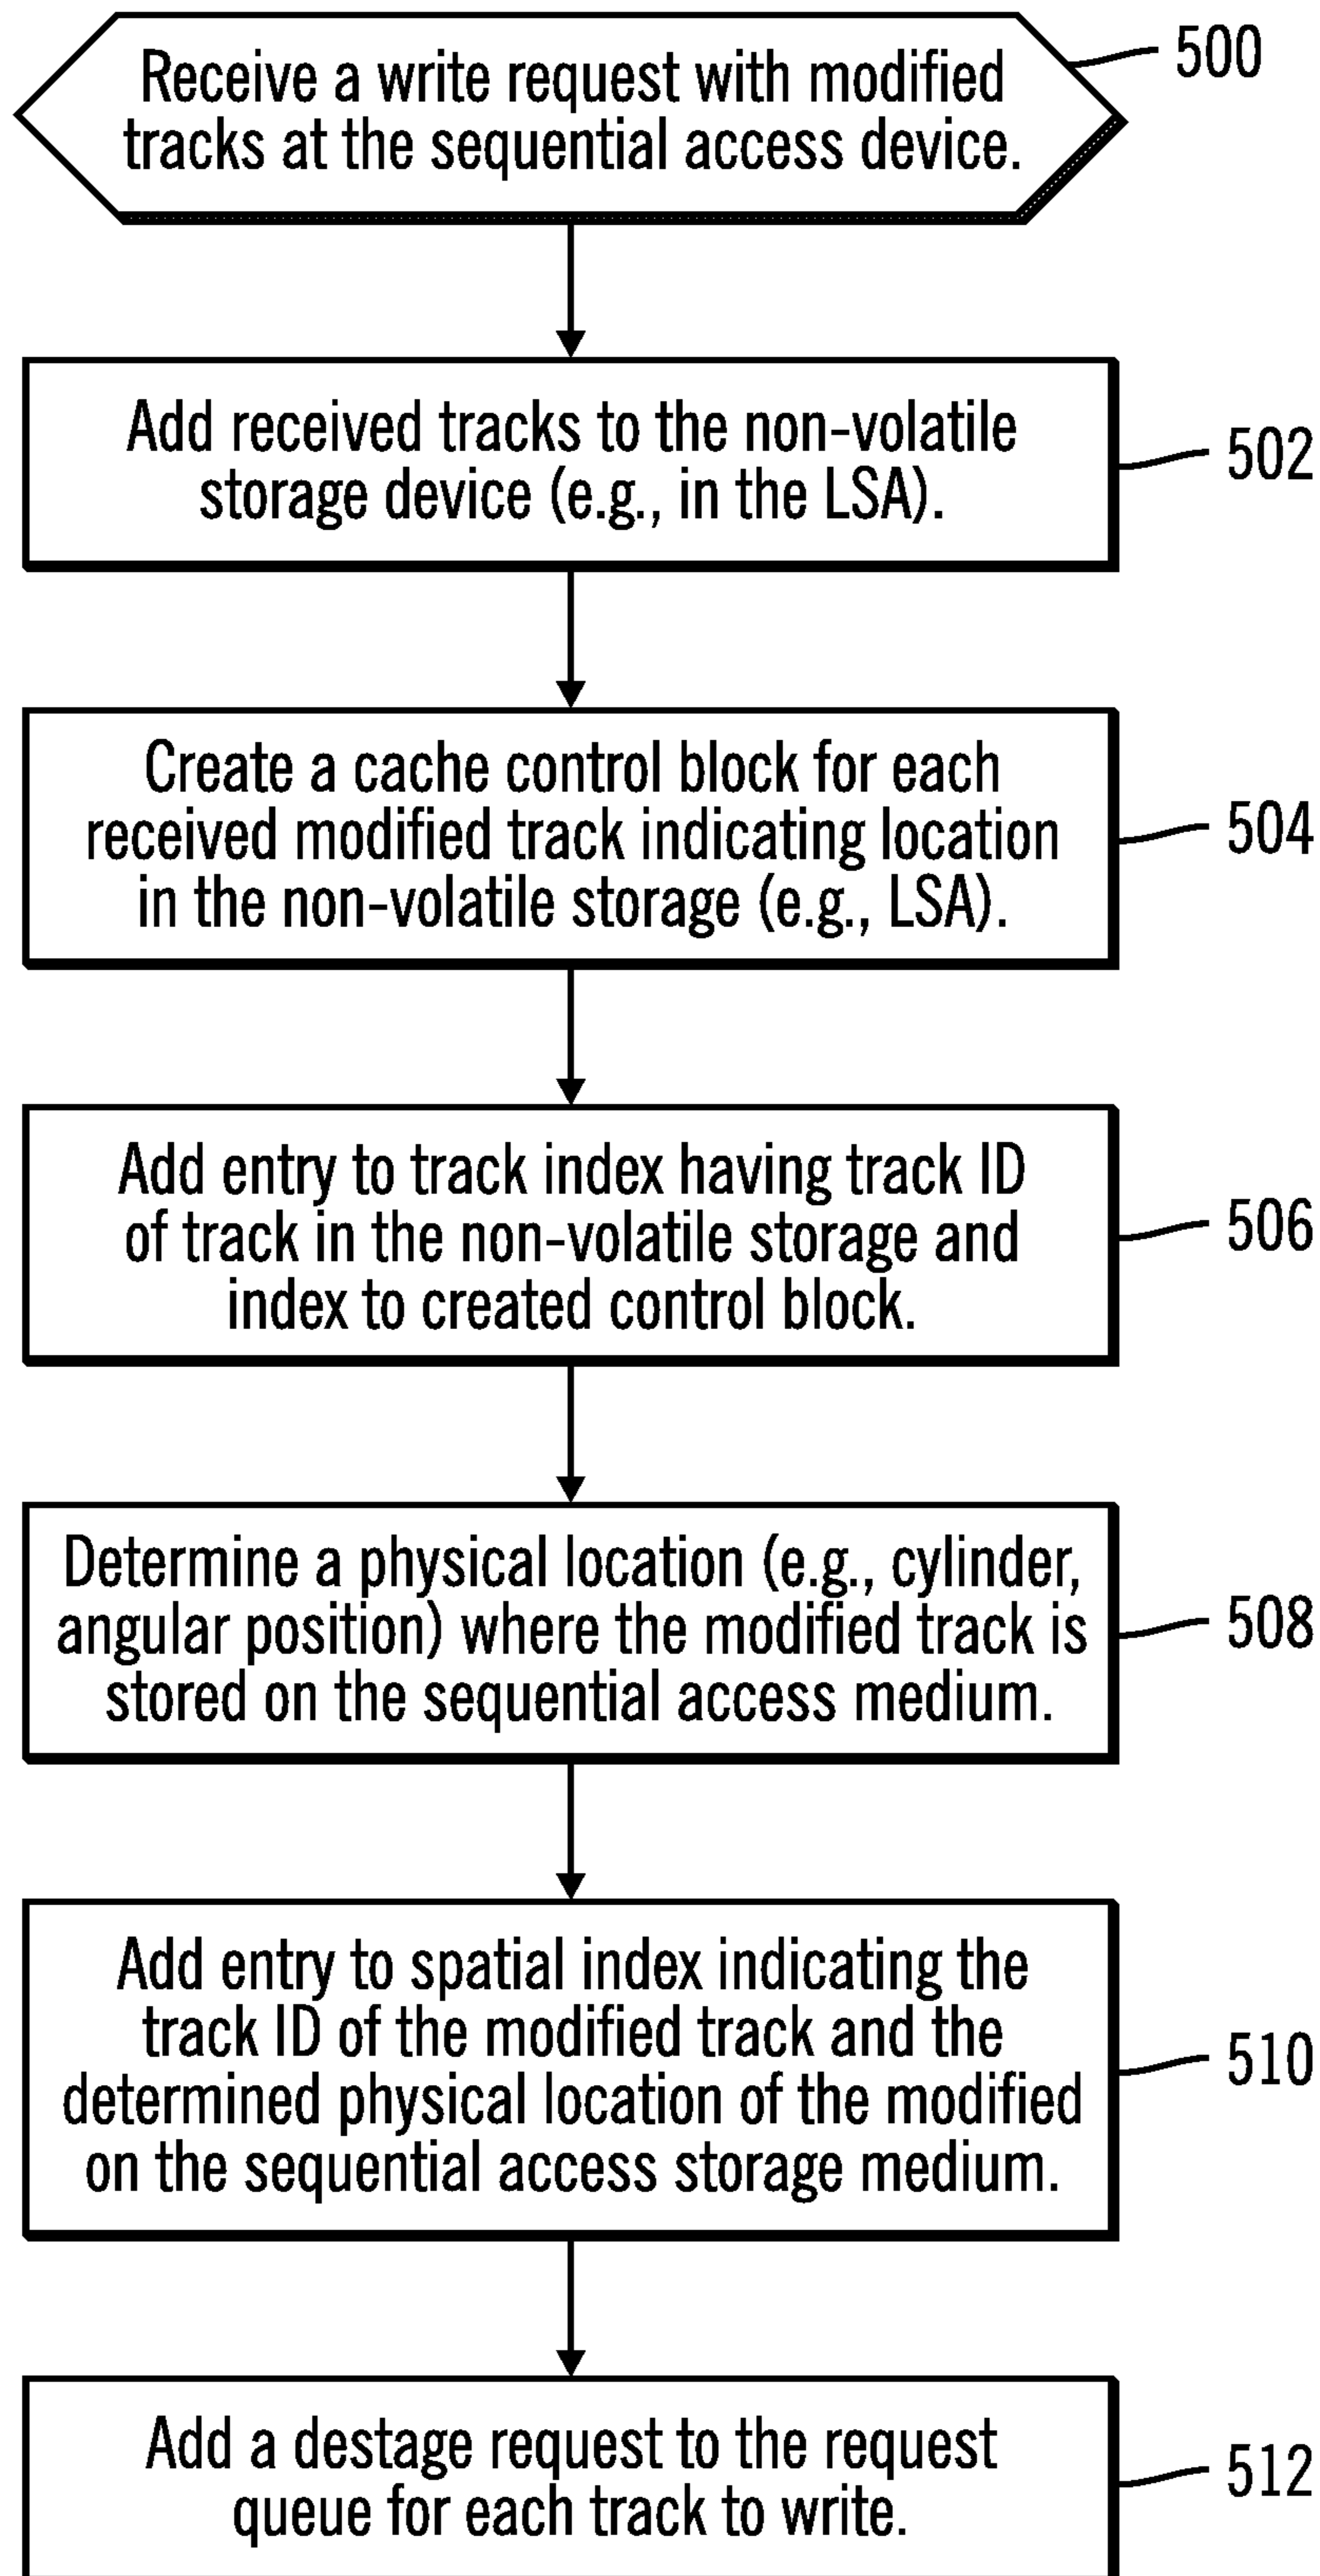 Receive a write request with modified
tracks at the sequential access device.
500
Add received tracks to the non-volatile
storage device (e.g., in the LSA).
502
Create a cache control block for each
received modified track indicating location
in the non-volatile storage (e.g., LSA).
504
Add entry to track index having track ID
of track in the non-volatile storage and
index to created control block.
506
Determine a physical location (e.g., cylinder,
angular position) where the modified track is
stored on the sequential access medium.
508
Add entry to spatial index indicating the
track ID of the modified track and the
determined physical location of the modified
on the sequential access storage medium.
510
Add a destage request to the request
queue for each track to write.
512